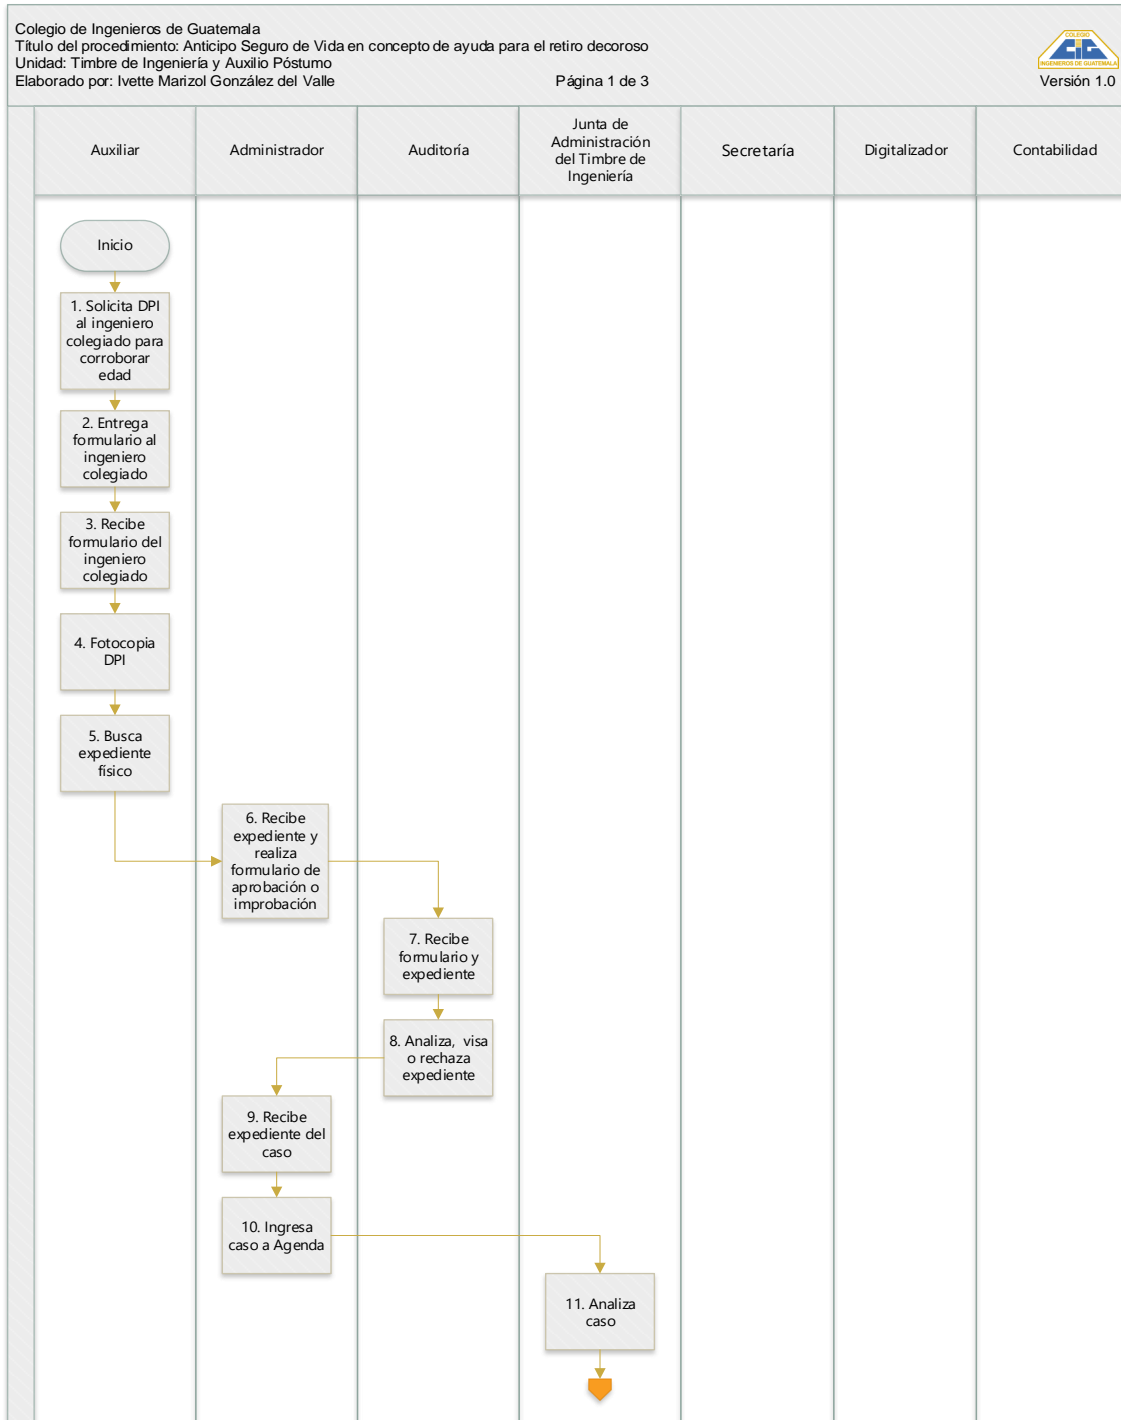 Colegio de Ingenieros de Guatemala
Título del procedimiento: Anticipo Seguro de Vida en concepto de ayuda para el retiro decoroso
Unidad: Timbre de Ingeniería y Auxilio Póstumo
Elaborado por: Ivette Marizol González del Valle
Página 1 de 3
COLEGIO
CIG
INGENIEROS DE GUATEMALA
Versión 1.0
Auxiliar
Administrador
Auditoría
Junta de
Administración
del Timbre de
Ingeniería
Secretaría
Digitalizador
Contabilidad
Inicio
1. Solicita DPI
al ingeniero
colegiado para
corroborar
edad
2. Entrega
formulario al
ingeniero
colegiado
3. Recibe
formulario del
ingeniero
colegiado
4. Fotocopia
DPI
5. Busca
expediente
físico
6. Recibe
expediente y
realiza
formulario de
aprobación o
improbación
7. Recibe
formulario y
expediente
8. Analiza, visa
o rechaza
expediente
9. Recibe
expediente del
caso
10. Ingresa
caso a Agenda
11. Analiza
caso